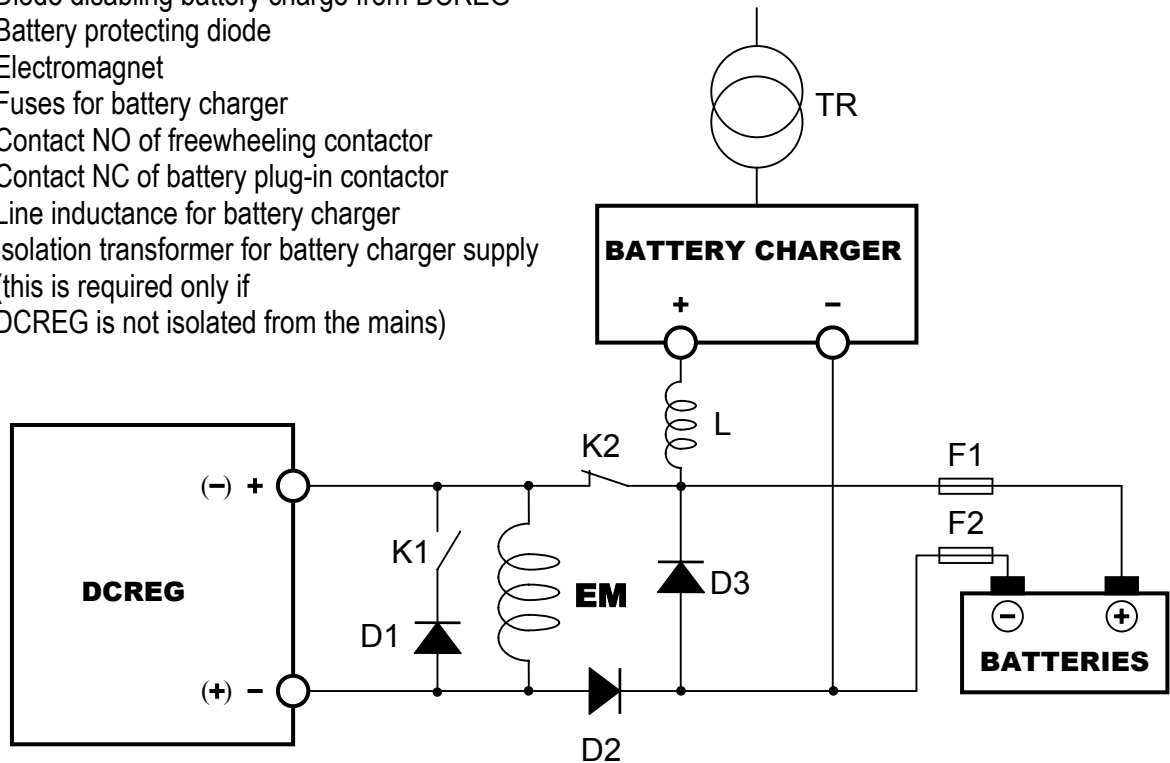 Diode disabling battery charge from DCREG
Battery protecting diode
Electromagnet
Fuses for battery charger
Contact NO of freewheeling contactor
Contact NC of battery plug-in contactor
Line inductance for battery charger
Isolation transformer for battery charger supply
(this is required only if
DCREG is not isolated from the mains)
TR
BATTERY CHARGER
+ −
L
K2
F1
(−) +
F2
K1
DCREG
EM
D3
D1
− +
BATTERIES
(+) −
D2